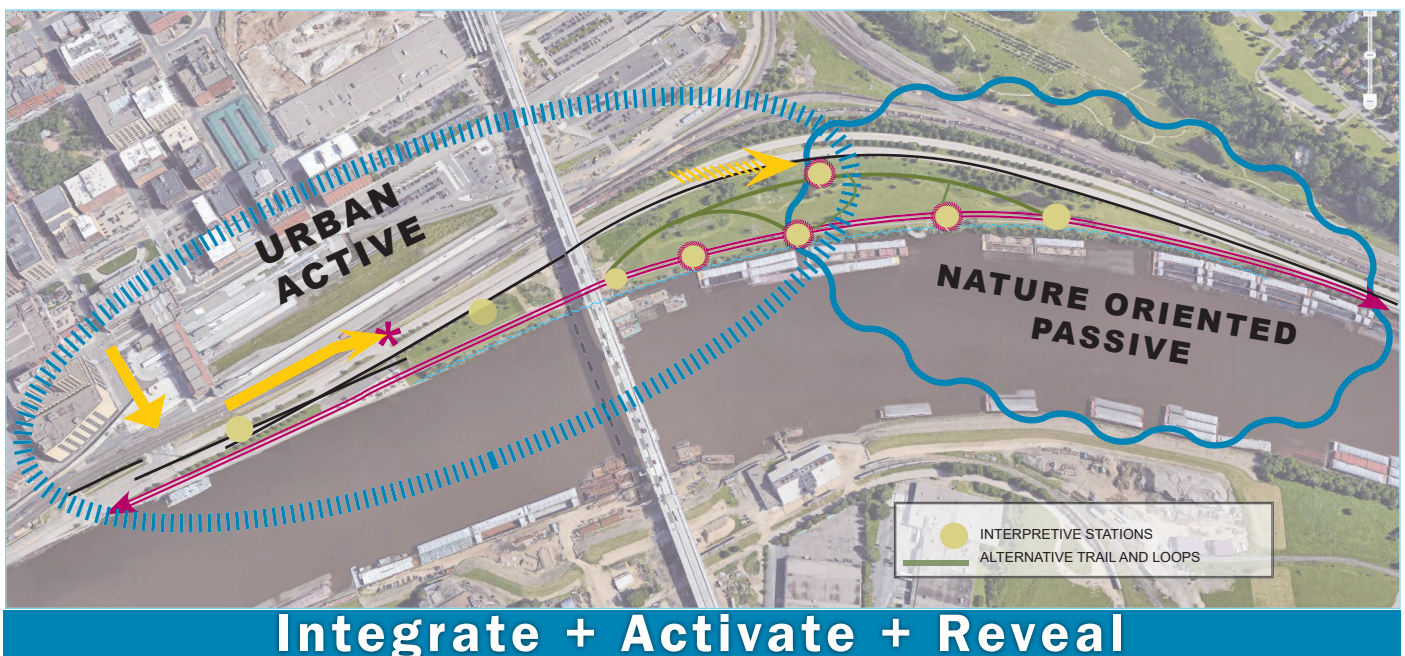 URBAN
ACTIVE
*
NATURE ORIENTED
PASSIVE
INTERPRETIVE STATIONS
ALTERNATIVE TRAIL AND LOOPS
Integrate + Activate + Reveal